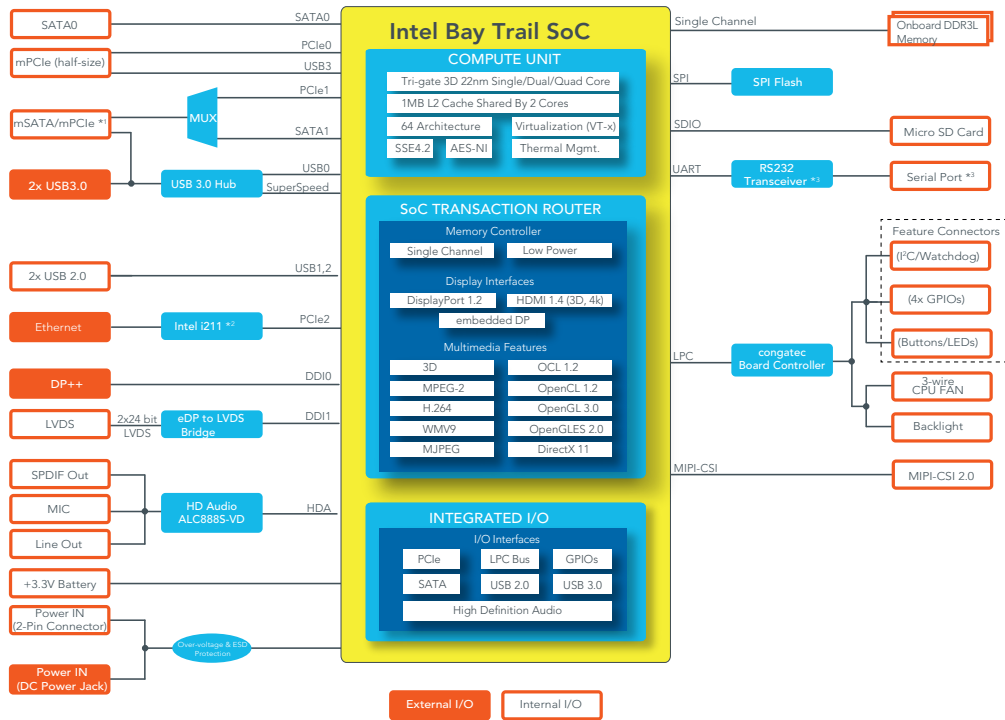 SATA0
SATA0
mPCIe (half-size)
PCIe0
USB3
mSATA/mPCIe *¹
MUX
PCIe1
SATA1
2x USB3.0
USB 3.0 Hub
USB0
SuperSpeed
2x USB 2.0
USB1,2
Ethernet
Intel i211 *²
PCIe2
DP++
DDI0
LVDS
2x24 bit
LVDS
eDP to LVDS
Bridge
DDI1
SPDIF Out
MIC
Line Out
HD Audio
ALC888S-VD
HDA
+3.3V Battery
Power IN
(2-Pin Connector)
Power IN
(DC Power Jack)
Over-voltage & ESD
Protection
Intel Bay Trail SoC
COMPUTE UNIT
Tri-gate 3D 22nm Single/Dual/Quad Core
1MB L2 Cache Shared By 2 Cores
64 Architecture
Virtualization (VT-x)
SSE4.2
AES-NI
Thermal Mgmt.
SoC TRANSACTION ROUTER
Memory Controller
Single Channel
Low Power
Display Interfaces
DisplayPort 1.2
HDMI 1.4 (3D, 4k)
embedded DP
Multimedia Features
3D
OCL 1.2
MPEG-2
OpenCL 1.2
H.264
OpenGL 3.0
WMV9
OpenGLES 2.0
MJPEG
DirectX 11
INTEGRATED I/O
I/O Interfaces
PCIe
LPC Bus
GPIOs
SATA
USB 2.0
USB 3.0
High Definition Audio
Single Channel
Onboard DDR3L
Memory
SPI
SPI Flash
SDIO
Micro SD Card
UART
RS232
Transceiver *³
Serial Port *³
Feature Connectors
(I²C/Watchdog)
(4x GPIOs)
(Buttons/LEDs)
LPC
congatec
Board Controller
3-wire
CPU FAN
Backlight
MIPI-CSI
MIPI-CSI 2.0
External I/O
Internal I/O